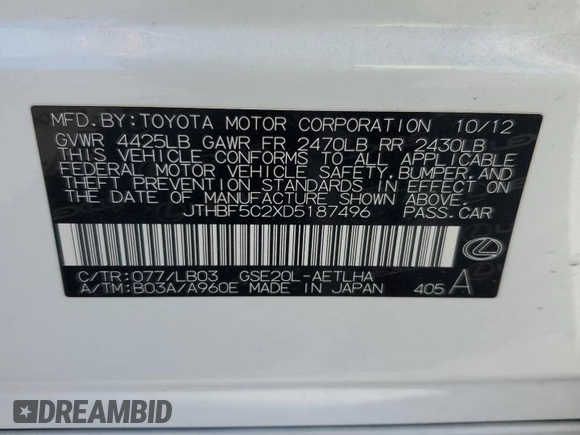 MFD.BY:TOYOTA MOTOR CORPORATION 10/12
GVWR 4425LB GAWR FR 2470LB RR 2430LB
THIS VEHICLE CONFORMS TO ALL APPLICABLE
FEDERAL MOTOR VEHICLE SAFETY,BUMPER,AND
THEFT PREVENTION STANDARDS IN EFFECT ON
THE DATE OF MANUFACTURE SHOWN ABOVE.
JTHBF5C2XD5187496 PASS.CAR
C/TR:077/LB03 GSE20L-AETLHA
A/TM:B03A/A960E MADE IN JAPAN 405 A
DREAMBID